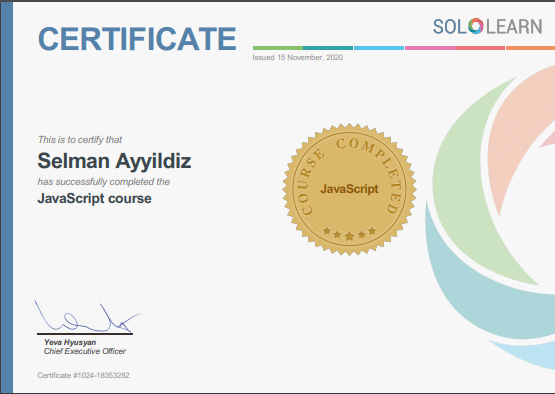 CERTIFICATE
SOLOLEARN
Issued 15 November, 2020
This is to certify that
Selman Ayyildiz
has successfully completed the
JavaScript course
COURSE COMPLETED
JavaScript
Yeva Hyusyan
Chief Executive Officer
Certificate #1024-18353282